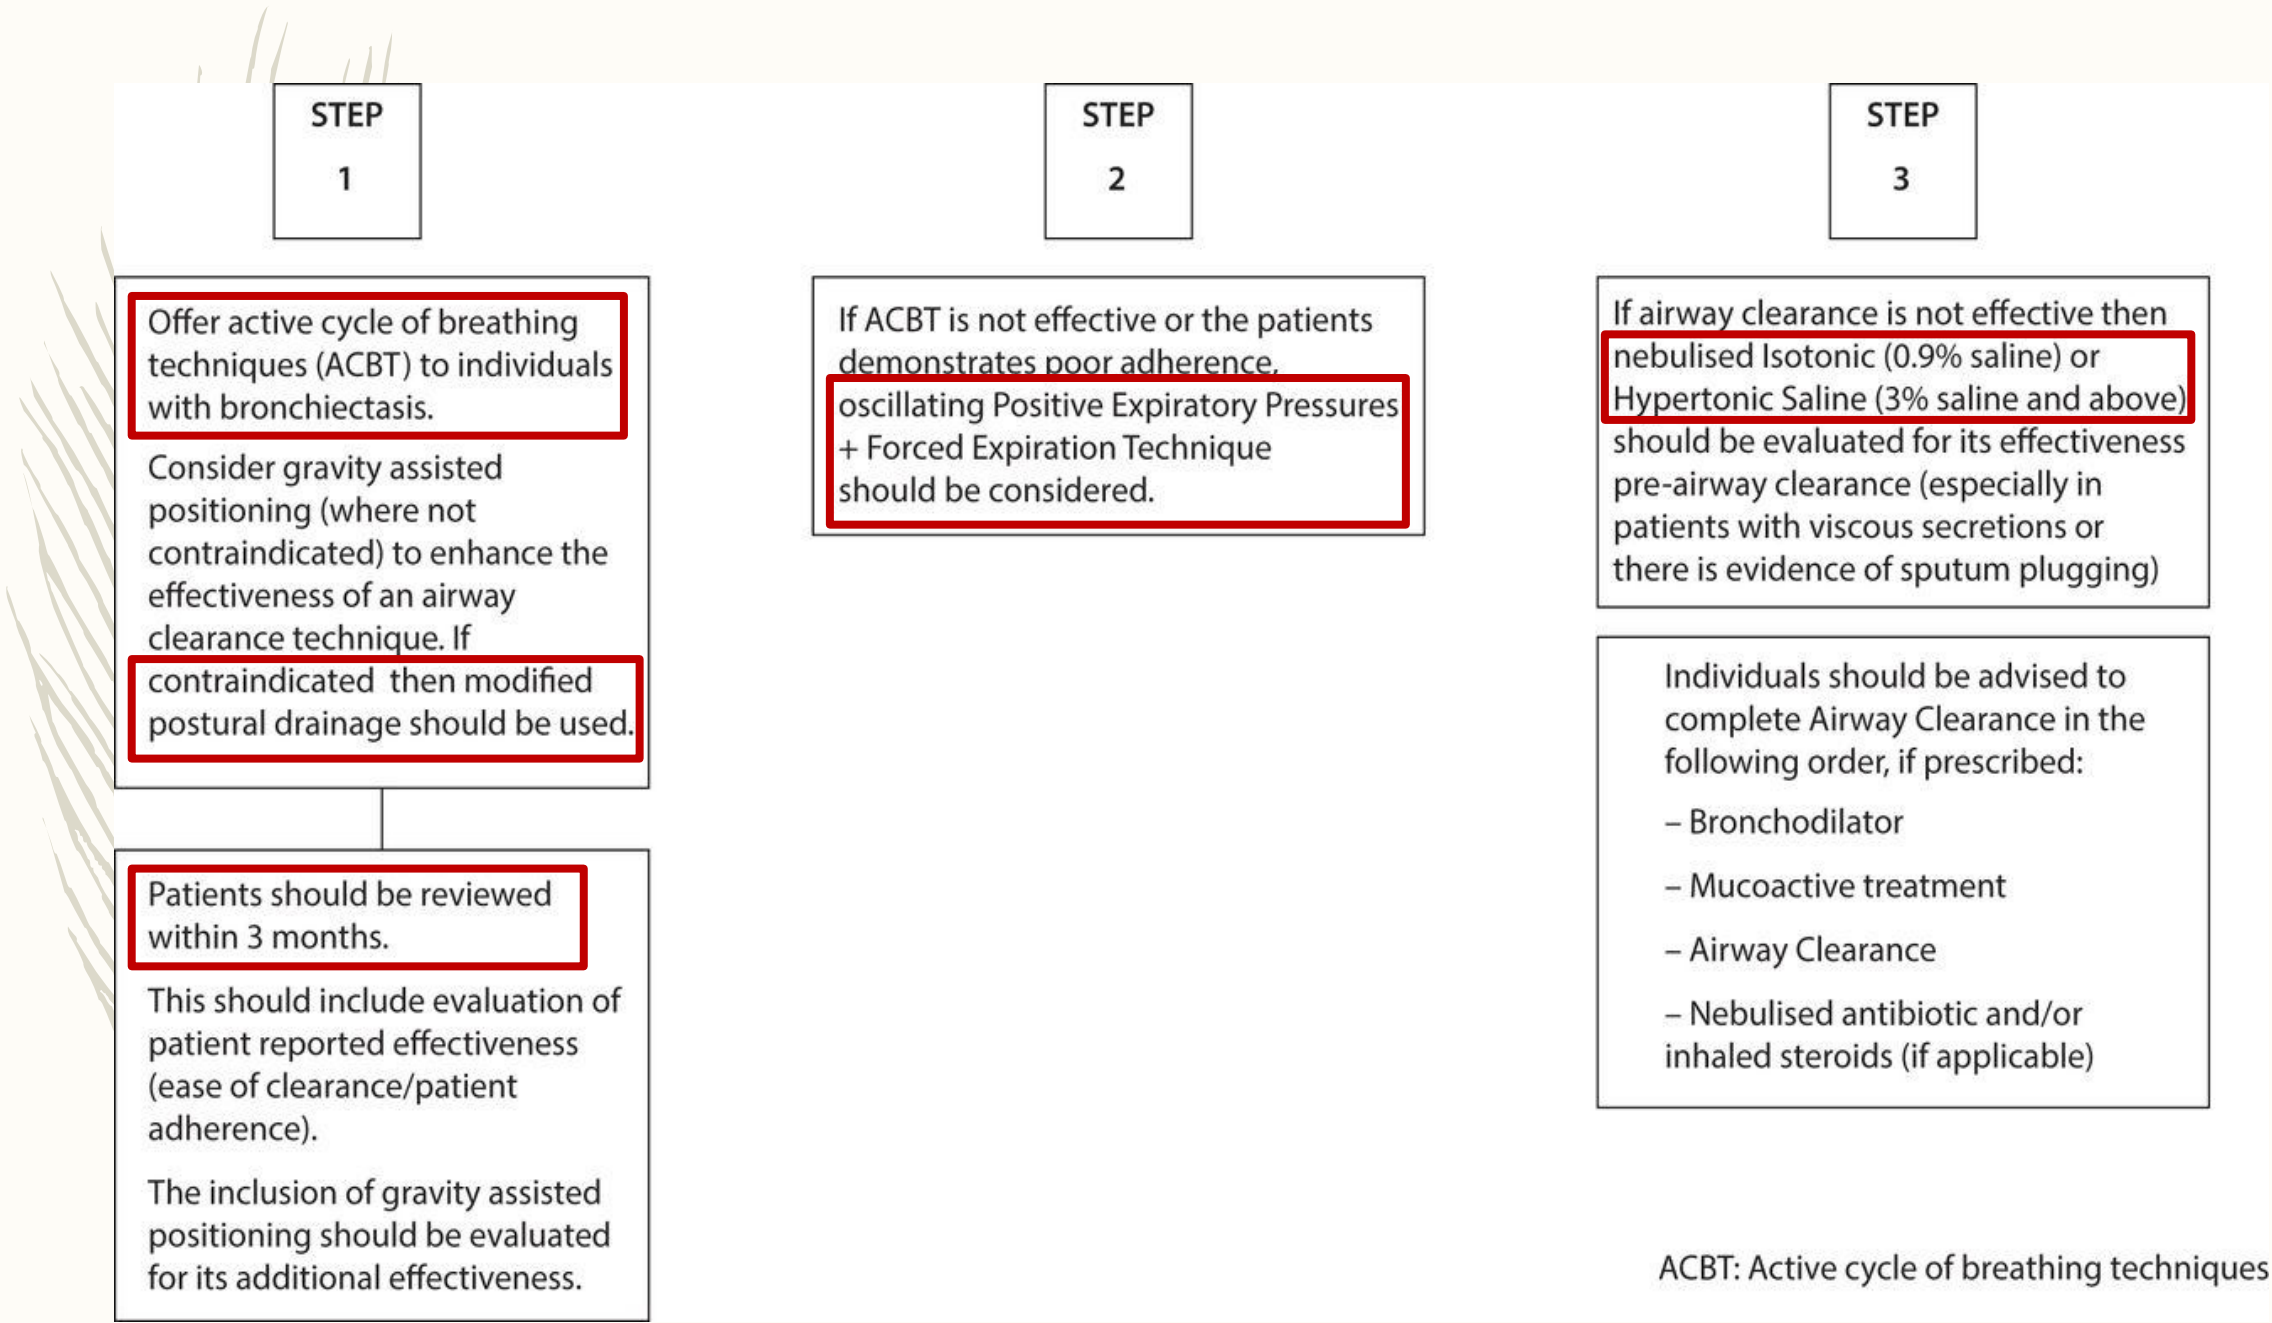 STEP
1
Offer active cycle of breathing
techniques (ACBT) to individuals
with bronchiectasis.
Consider gravity assisted
positioning (where not
contraindicated) to enhance the
effectiveness of an airway
clearance technique. If
contraindicated then modified
postural drainage should be used.
Patients should be reviewed
within 3 months.
This should include evaluation of
patient reported effectiveness
(ease of clearance/patient
adherence).
The inclusion of gravity assisted
positioning should be evaluated
for its additional effectiveness.
STEP
2
If ACBT is not effective or the patients
demonstrates poor adherence,
oscillating Positive Expiratory Pressures
+ Forced Expiration Technique
should be considered.
STEP
3
If airway clearance is not effective then
nebulised Isotonic (0.9% saline) or
Hypertonic Saline (3% saline and above)
should be evaluated for its effectiveness
pre-airway clearance (especially in
patients with viscous secretions or
there is evidence of sputum plugging)
Individuals should be advised to
complete Airway Clearance in the
following order, if prescribed:
– Bronchodilator
– Mucoactive treatment
– Airway Clearance
– Nebulised antibiotic and/or
inhaled steroids (if applicable)
ACBT: Active cycle of breathing techniques